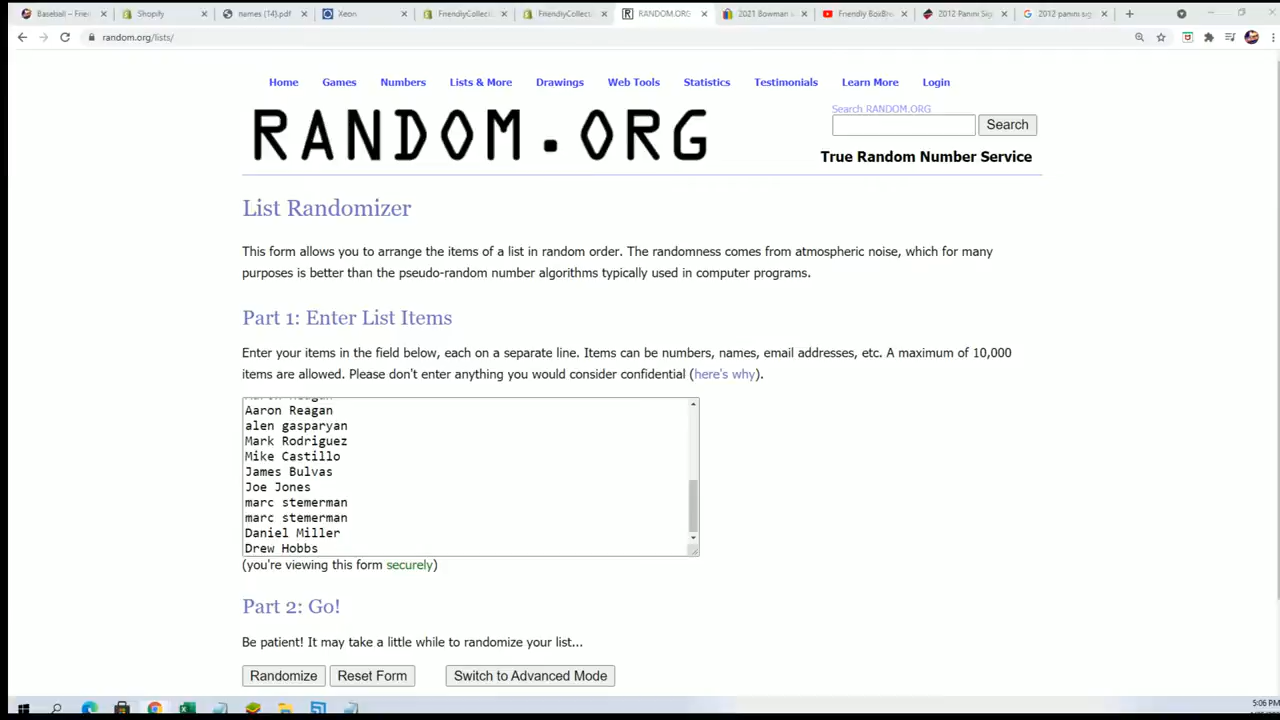 Baseball – Frie
Shopify
names (14).pdf
Xeon
FriendlyCollecti
FriendlyCollect
RANDOM.ORG
2021 Bowman
Friendly BoxBre
2012 Panini Sig
2012 panini sig
random.org/lists/
Home Games Numbers Lists & More Drawings Web Tools Statistics Testimonials Learn More Login
RANDOM.ORG
Search RANDOM.ORG
Search
True Random Number Service
List Randomizer
This form allows you to arrange the items of a list in random order. The randomness comes from atmospheric noise, which for many
purposes is better than the pseudo-random number algorithms typically used in computer programs.
Part 1: Enter List Items
Enter your items in the field below, each on a separate line. Items can be numbers, names, email addresses, etc. A maximum of 10,000
items are allowed. Please don't enter anything you would consider confidential (here's why).
Aaron Reagan
alen gasparyan
Mark Rodriguez
Mike Castillo
James Bulvas
Joe Jones
marc stemerman
marc stemerman
Daniel Miller
Drew Hobbs
(you're viewing this form securely)
Part 2: Go!
Be patient! It may take a little while to randomize your list...
Randomize Reset Form Switch to Advanced Mode
5:06 PM